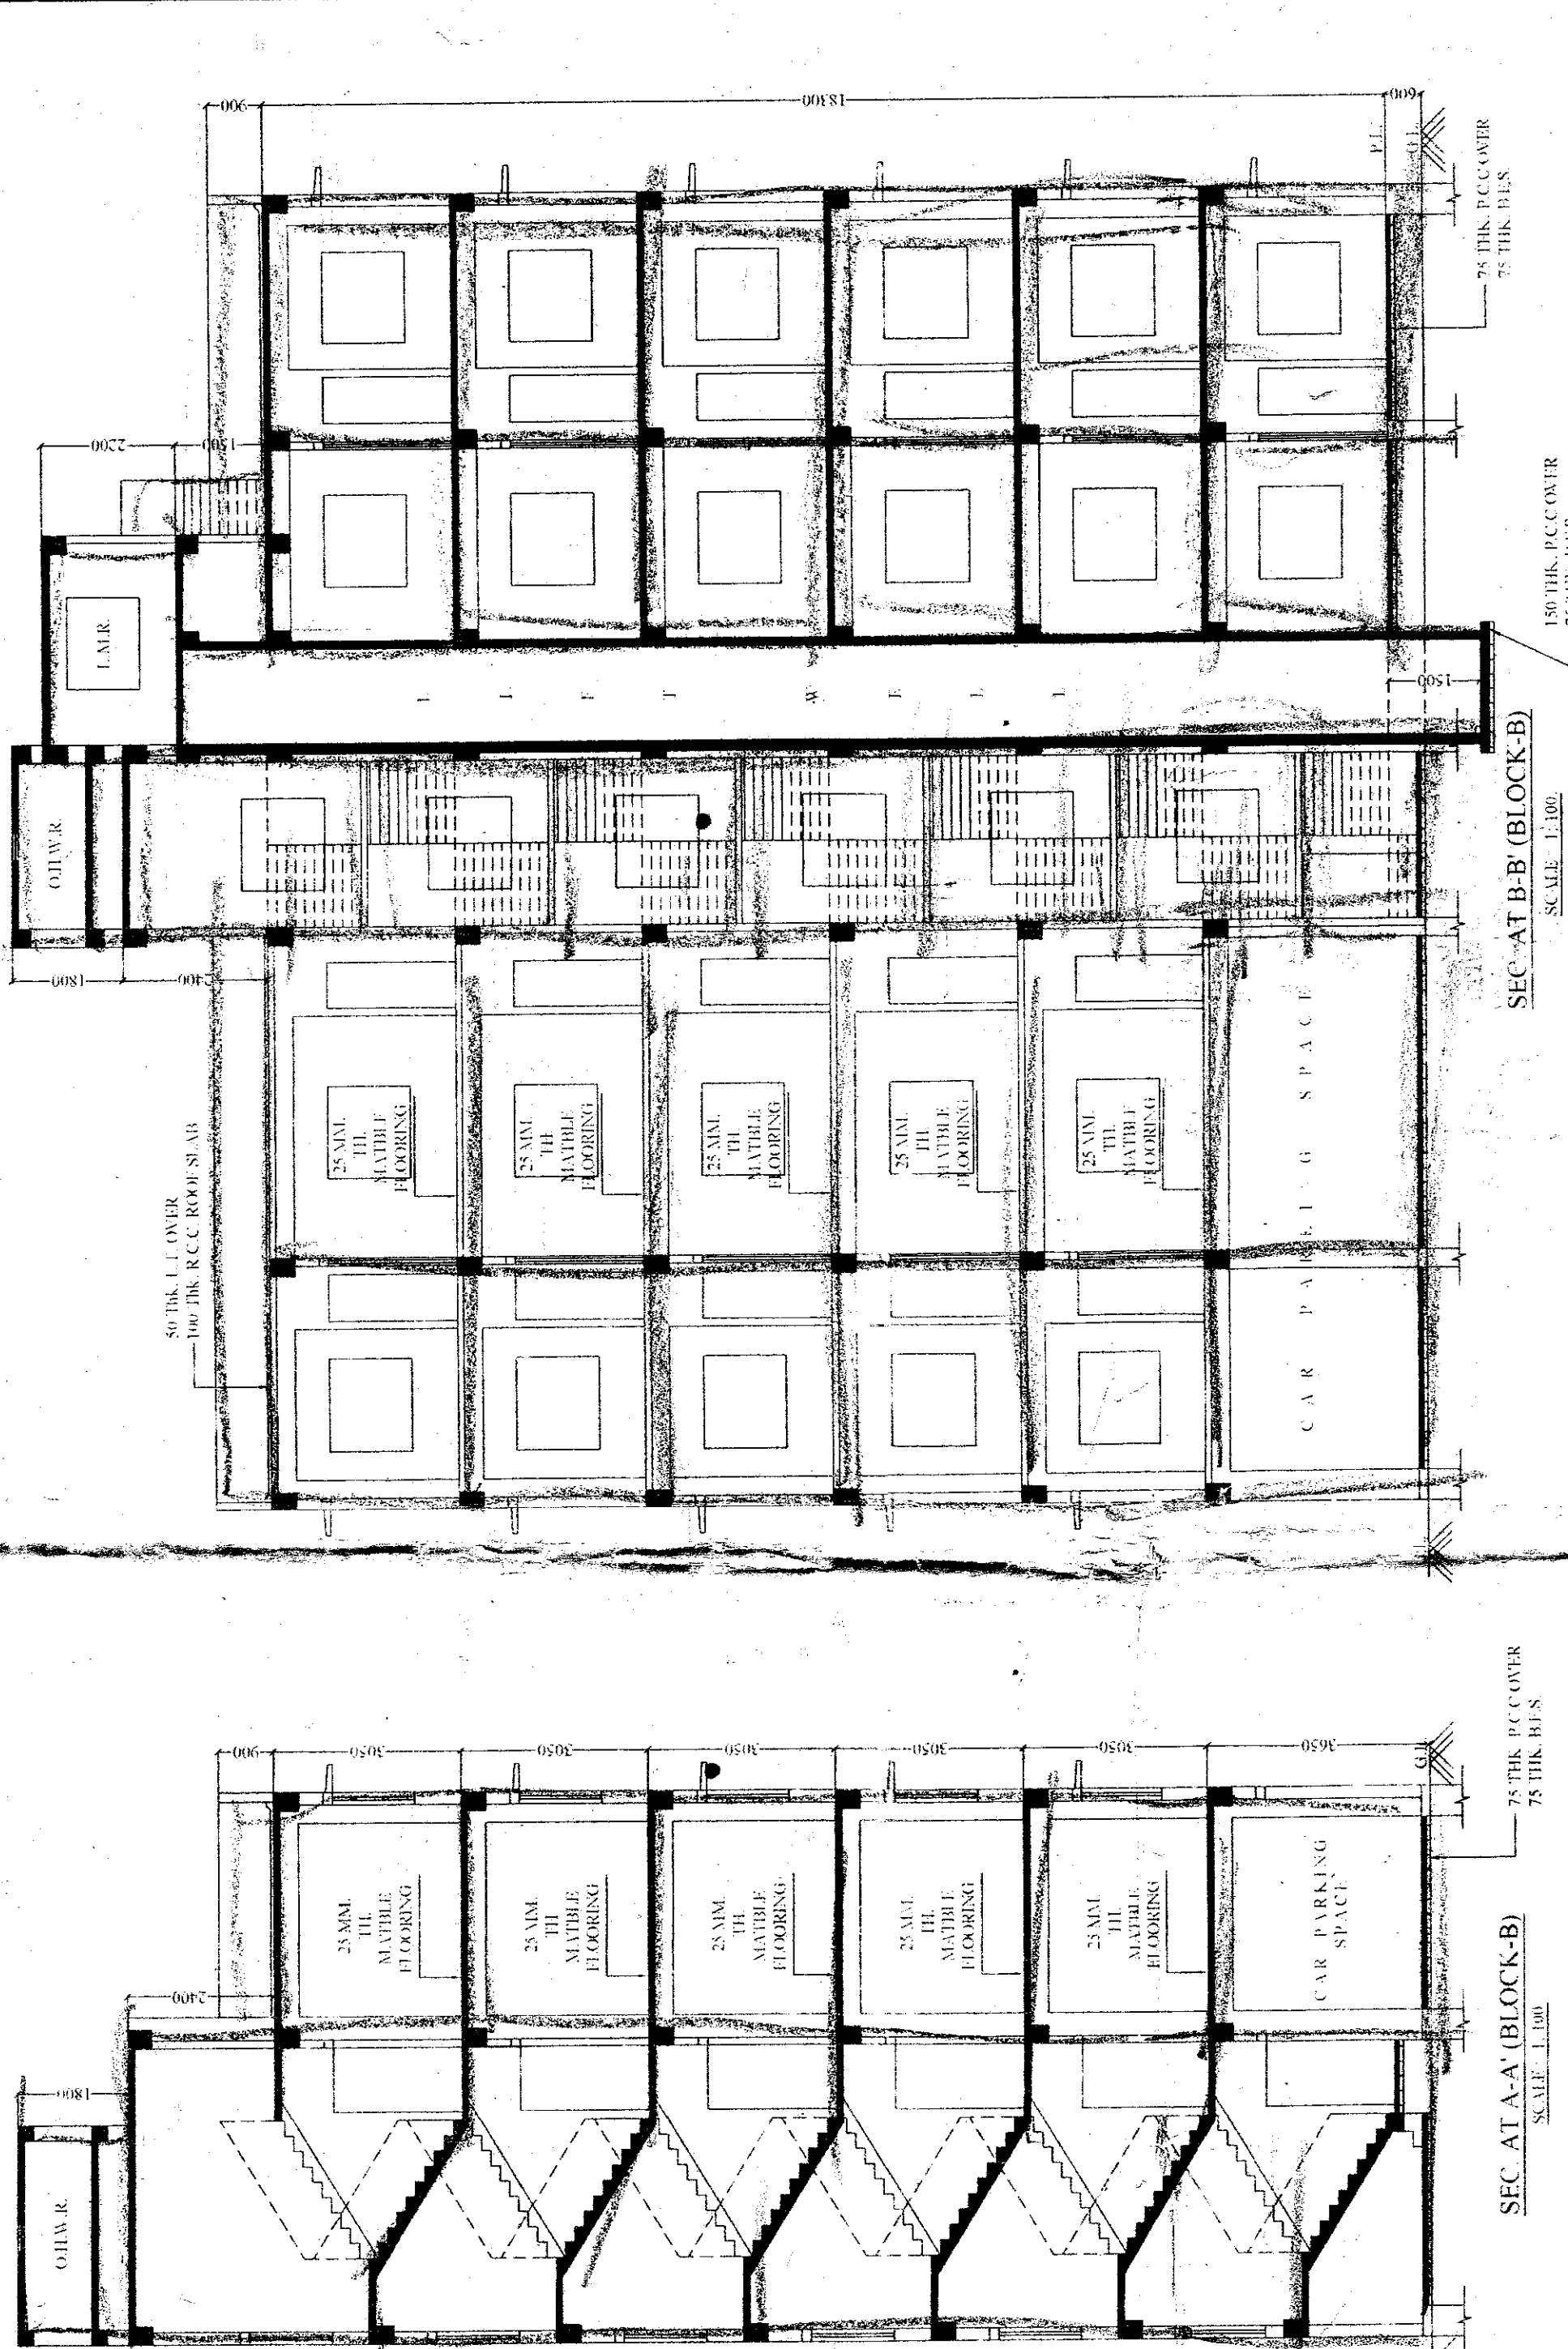 900
18300
600
P.L.
G.L.
75 THK. P.C.C OVER
75 THK. B.F.S.
2200
L.M.R.
O.H.W.R.
1800
2400
1500
150 THK. P.C.C OVER
SEC AT B-B' (BLOCK-B)
SCALE 1:100
50 THK. L.T. OVER
100 THK R.C.C ROOF SLAB
25 MM.
TH.
MATBLE
FLOORING
25 MM.
TH
MATBLE
FLOORING
25 MM.
TH.
MATBLE
FLOORING
25 MM.
TH.
MATBLE
FLOORING
25 MM.
TH.
MATBLE
FLOORING
900
3050
3050
3050
3050
3050
3650
G.L.
75 THK P.C.C OVER
75 THK. B.F.S.
2400
1800
O.H.W.R.
25 MM.
TH.
MATBLE
FLOORING
25 MM.
TH
MATBLE
FLOORING
25 MM.
TH.
MATBLE
FLOORING
25 MM.
TH.
MATBLE
FLOORING
25 MM.
TH.
MATBLE
FLOORING
CAR PARKING
SPACE
SEC AT A-A' (BLOCK-B)
SCALE 1:100